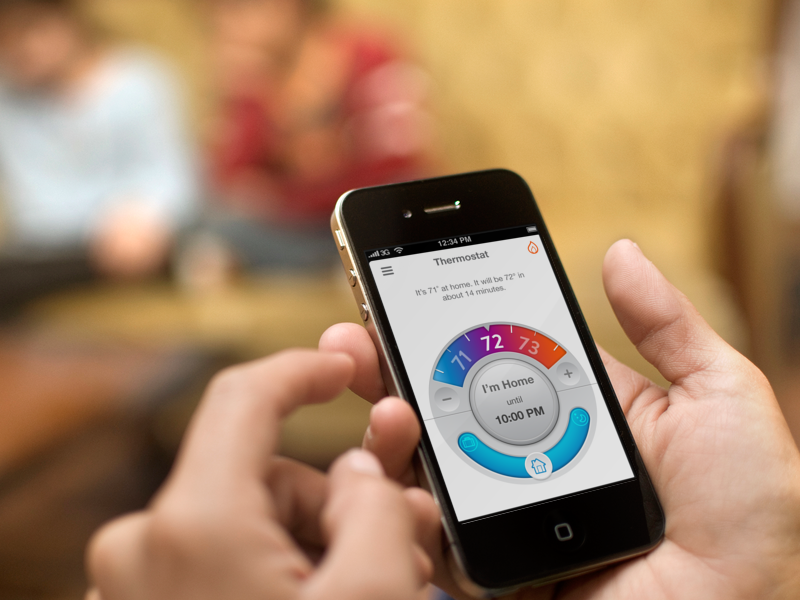 3G 12:34 PM
Thermostat
It's 71° at home. It will be 72° in
about 14 minutes.
71 72 73
− +
I'm Home
until
10:00 PM